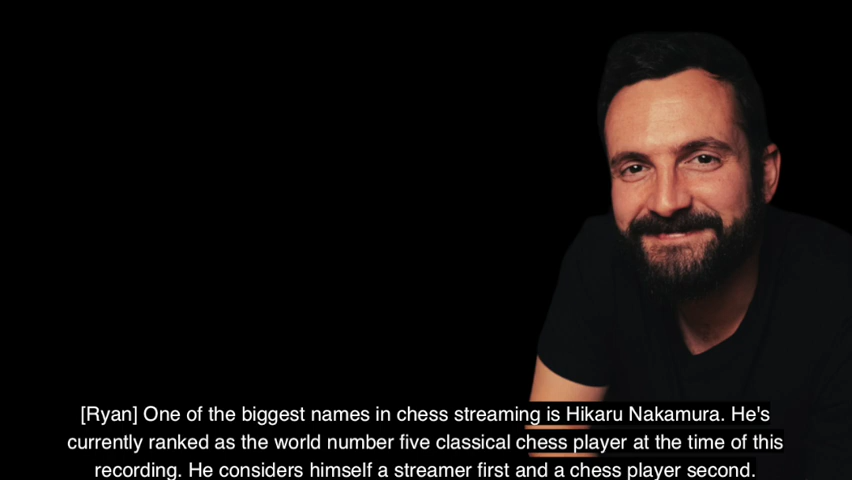 [Ryan] One of the biggest names in chess streaming is Hikaru Nakamura. He's
currently ranked as the world number five classical chess player at the time of this
recording. He considers himself a streamer first and a chess player second.